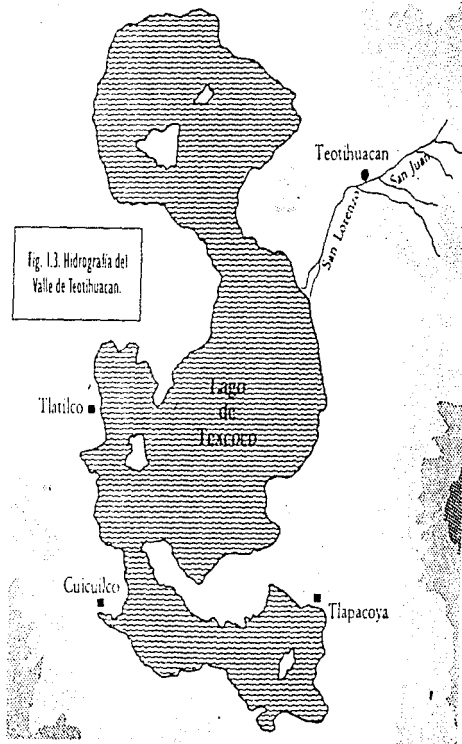 Teotihuacan
San Juan
San Lorenzo
Fig. 1.3. Hidrografía del
Valle de Teotihuacan.
Lago
de
Texcoco
Tlatilco
Cuicuilco
Tlapacoya